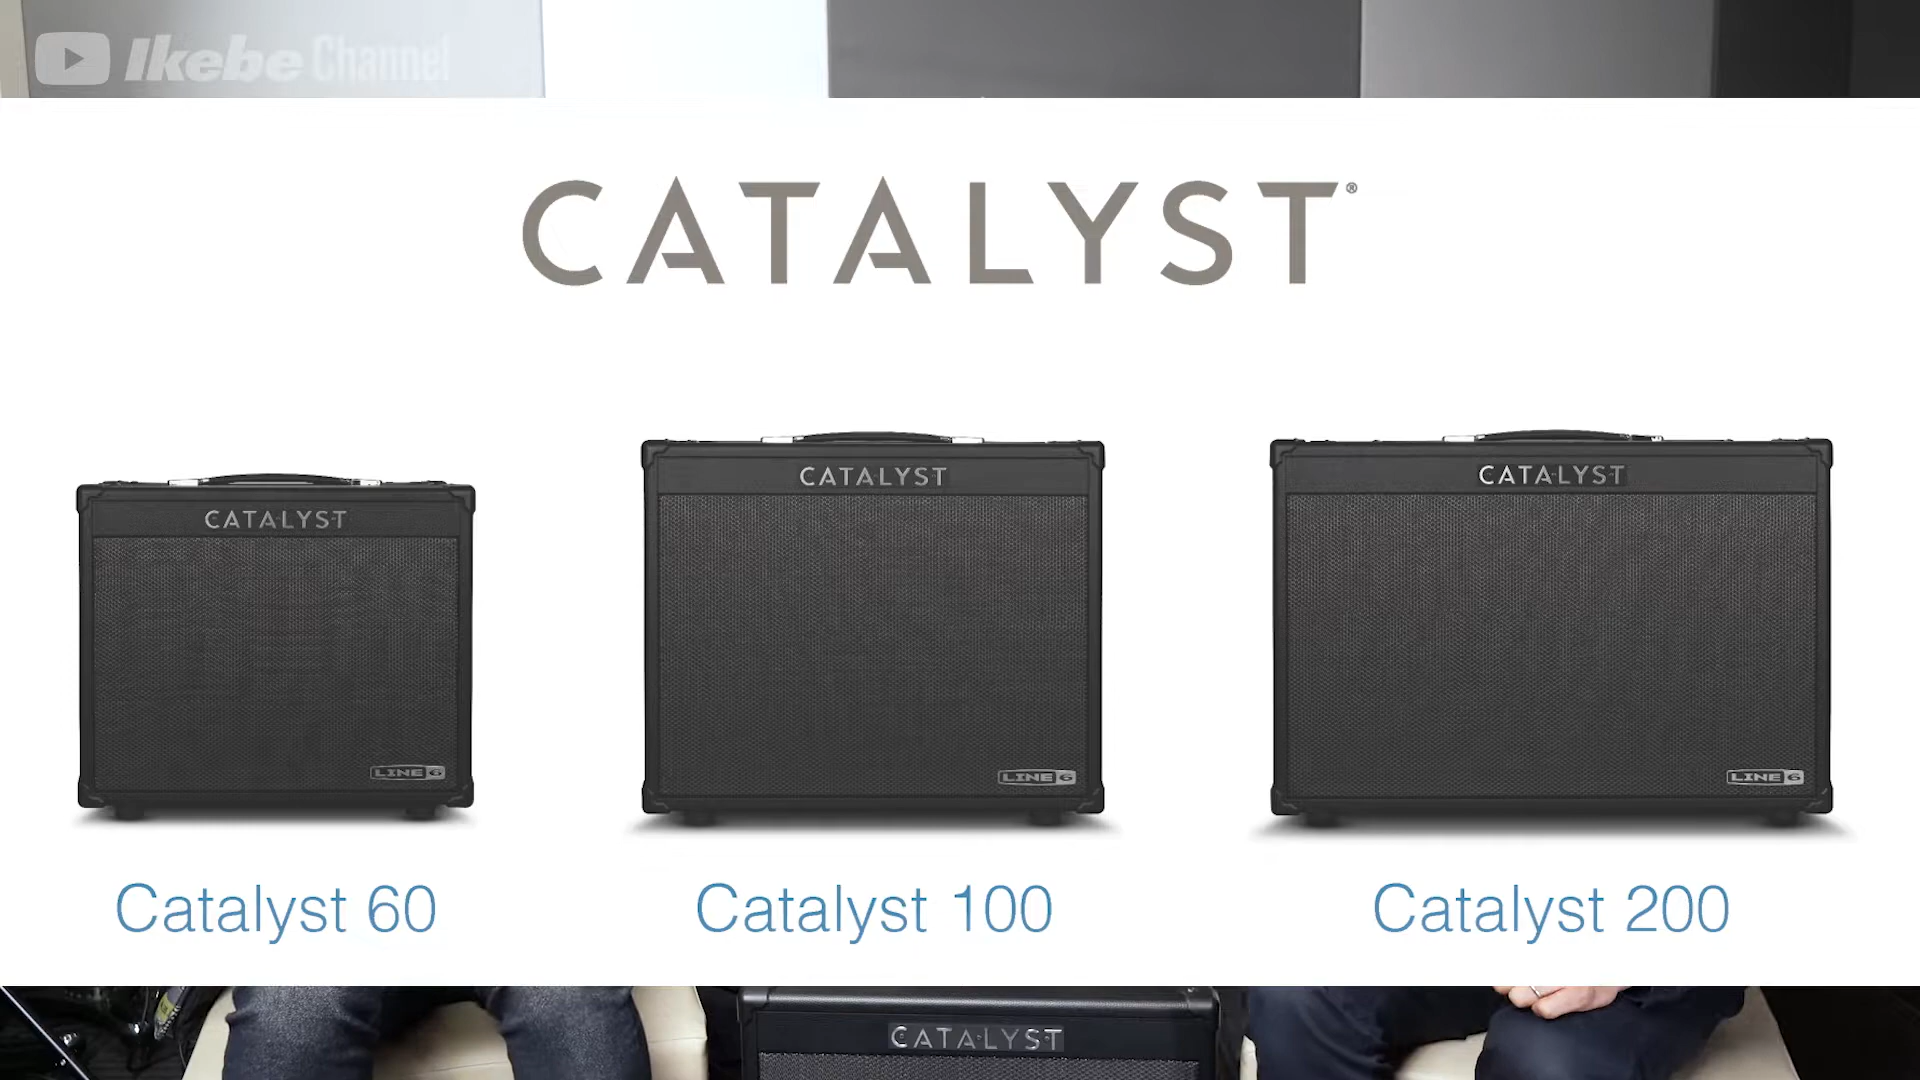 Ikebe Channel
CATALYST®
CATALYST
CATALYST
CATALYST
LINE 6
LINE 6
LINE 6
Catalyst 60
Catalyst 100
Catalyst 200
CATALYST